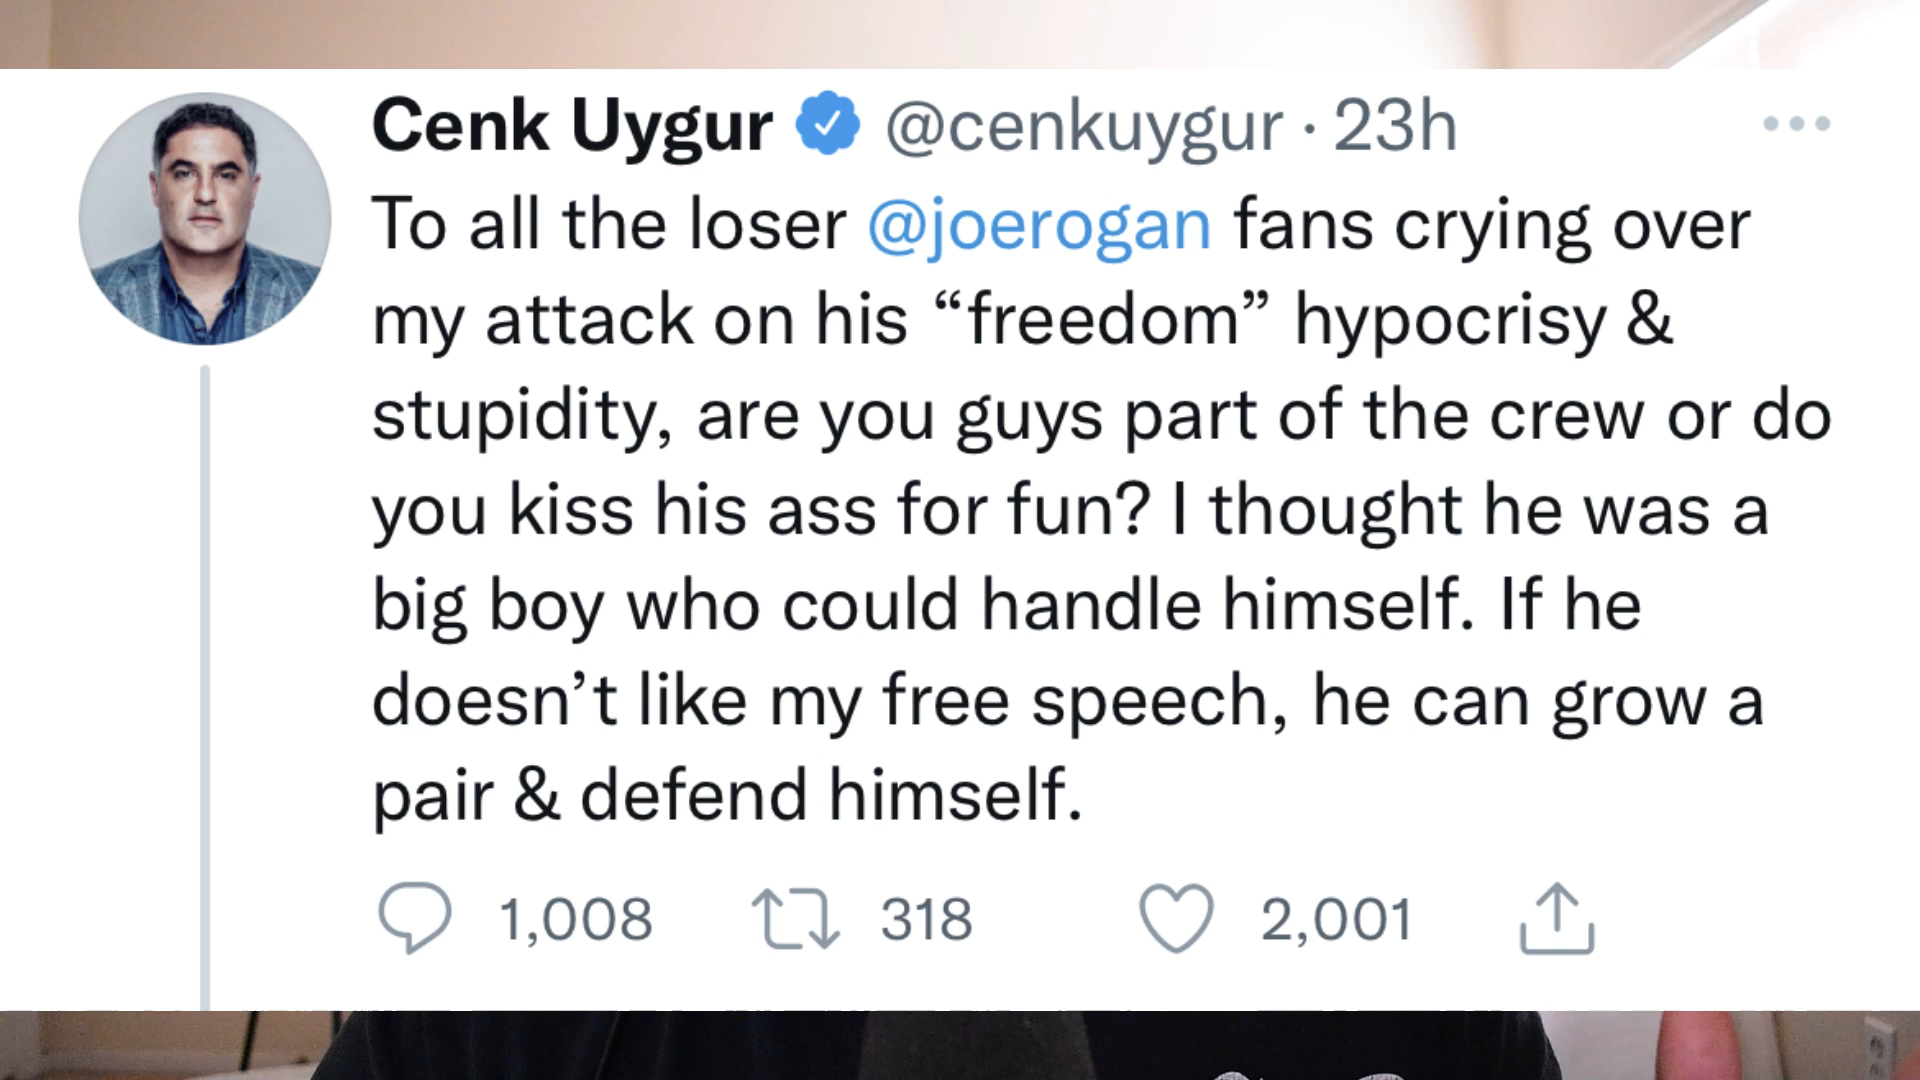 Cenk Uygur @cenkuygur · 23h
To all the loser @joerogan fans crying over
my attack on his “freedom” hypocrisy &
stupidity, are you guys part of the crew or do
you kiss his ass for fun? I thought he was a
big boy who could handle himself. If he
doesn’t like my free speech, he can grow a
pair & defend himself.
1,008 318 2,001